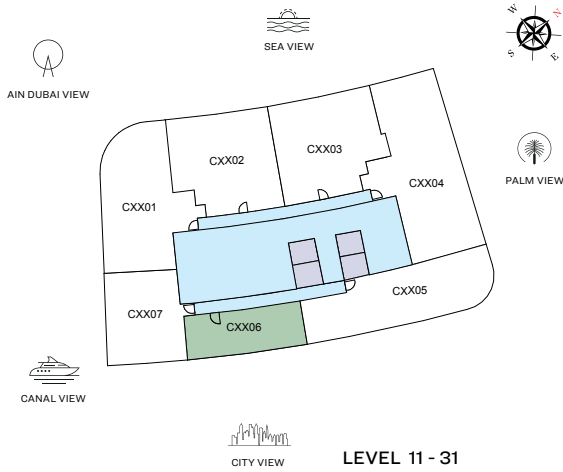 SEA VIEW
W
N
S
E
AIN DUBAI VIEW
CXX02
CXX03
PALM VIEW
CXX04
CXX01
CXX05
CXX07
CXX06
CANAL VIEW
CITY VIEW
LEVEL 11 - 31